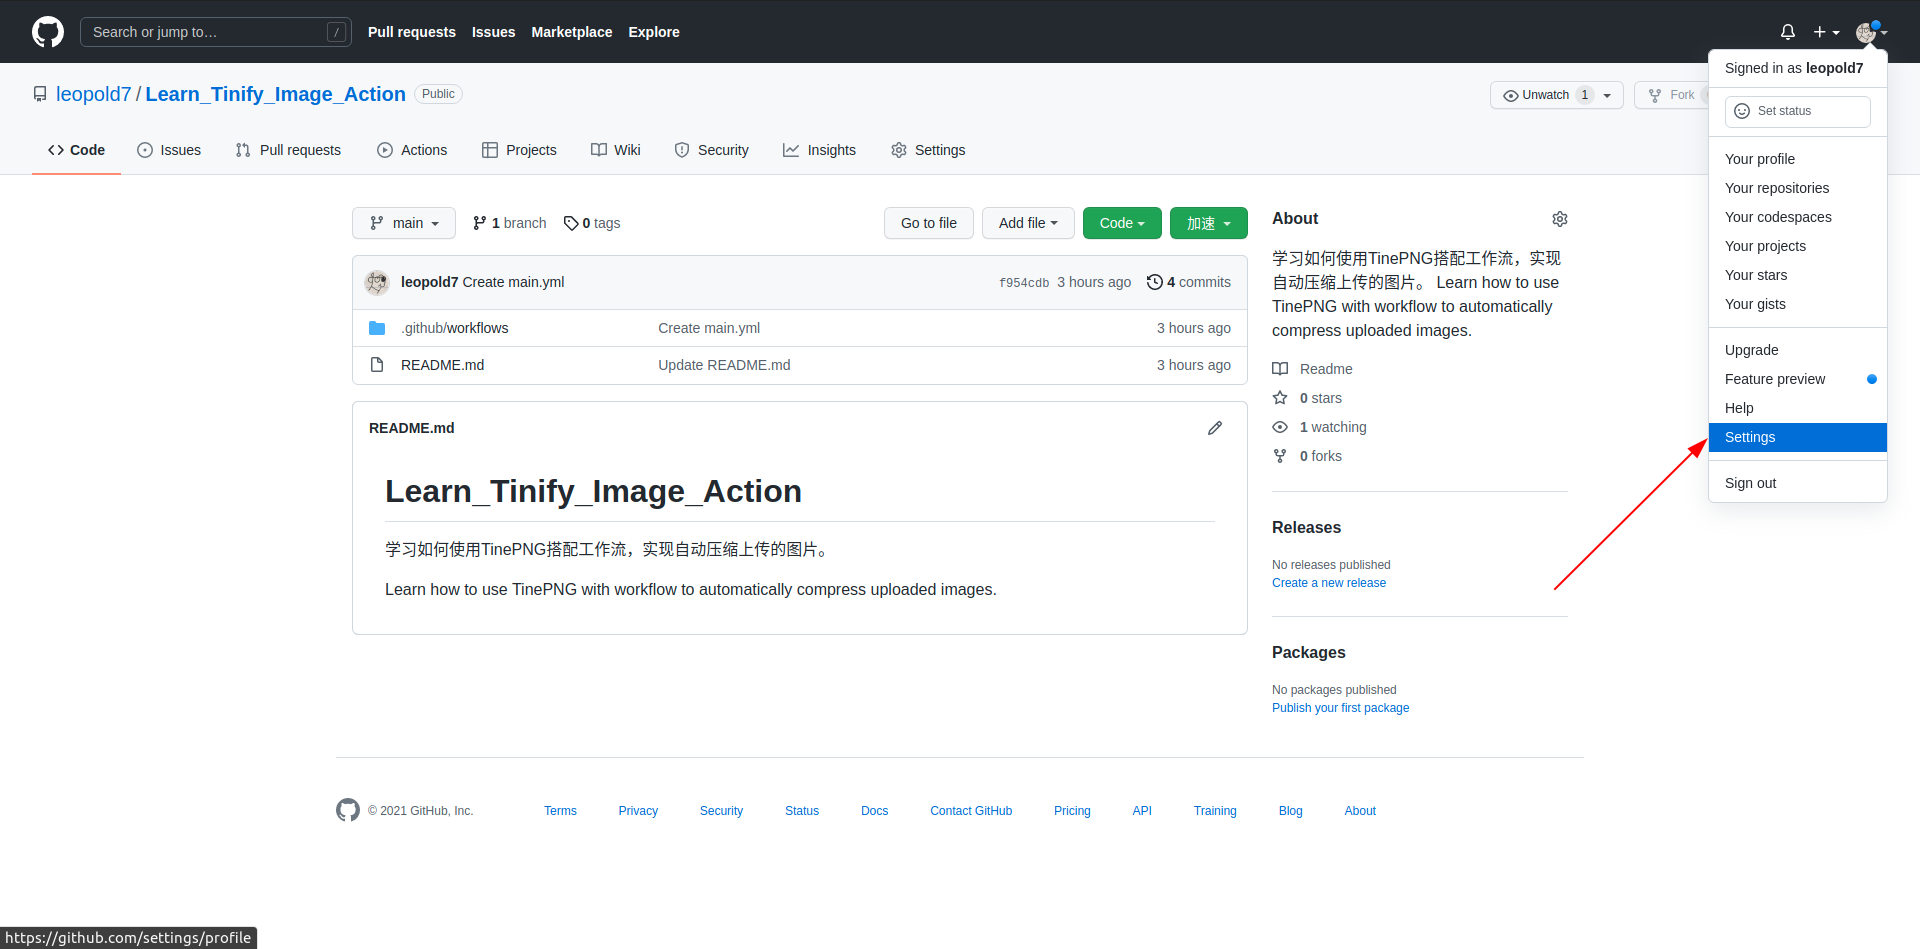 Search or jump to… /
Pull requests Issues Marketplace Explore
Signed in as leopold7
Set status
Your profile
Your repositories
Your codespaces
Your projects
Your stars
Your gists
Upgrade
Feature preview
Help
Settings
Sign out
leopold7 / Learn_Tinify_Image_Action Public
Unwatch 1
Fork
Code Issues Pull requests Actions Projects Wiki Security Insights Settings
main 1 branch 0 tags Go to file Add file Code 加速
leopold7 Create main.yml f954cdb 3 hours ago 4 commits
.github/workflows Create main.yml 3 hours ago
README.md Update README.md 3 hours ago
README.md
Learn_Tinify_Image_Action
学习如何使用TinePNG搭配工作流，实现自动压缩上传的图片。
Learn how to use TinePNG with workflow to automatically compress uploaded images.
About
学习如何使用TinePNG搭配工作流，实现
自动压缩上传的图片。 Learn how to use
TinePNG with workflow to automatically
compress uploaded images.
Readme
0 stars
1 watching
0 forks
Releases
No releases published
Create a new release
Packages
No packages published
Publish your first package
© 2021 GitHub, Inc. Terms Privacy Security Status Docs Contact GitHub Pricing API Training Blog About
https://github.com/settings/profile